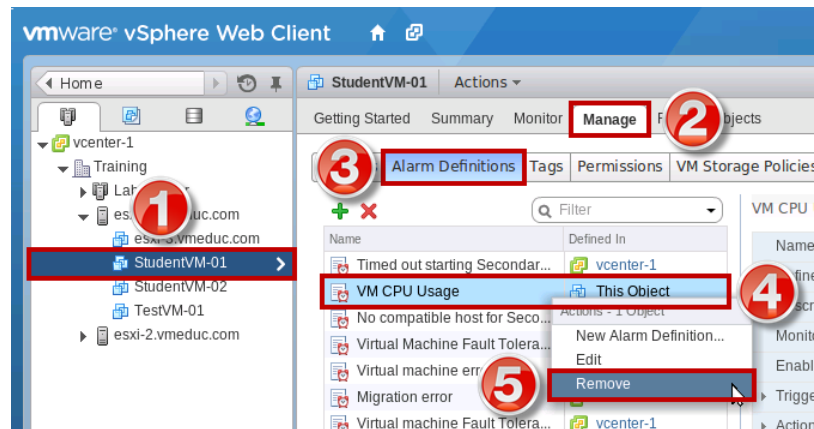 vmware® vSphere Web Client
Home
StudentVM-01 Actions
Getting Started Summary Monitor Manage 2
vcenter-1
Training
3 Alarm Definitions Tags Permissions VM Storage Policies
1
Filter
VM CPU
esxi-3.vmeduc.com
Name Defined In
Name
StudentVM-01
Timed out starting Secondar... vcenter-1
StudentVM-02
VM CPU Usage This Object
4
TestVM-01
No compatible host for Seco...
Actions - 1 Object
esxi-2.vmeduc.com
Virtual Machine Fault Tolera...
New Alarm Definition...
Monito
Virtual machine err
Edit
Enabl
5
Migration error
Remove
Trigge
Virtual machine Fault Tolera... vcenter-1
Action